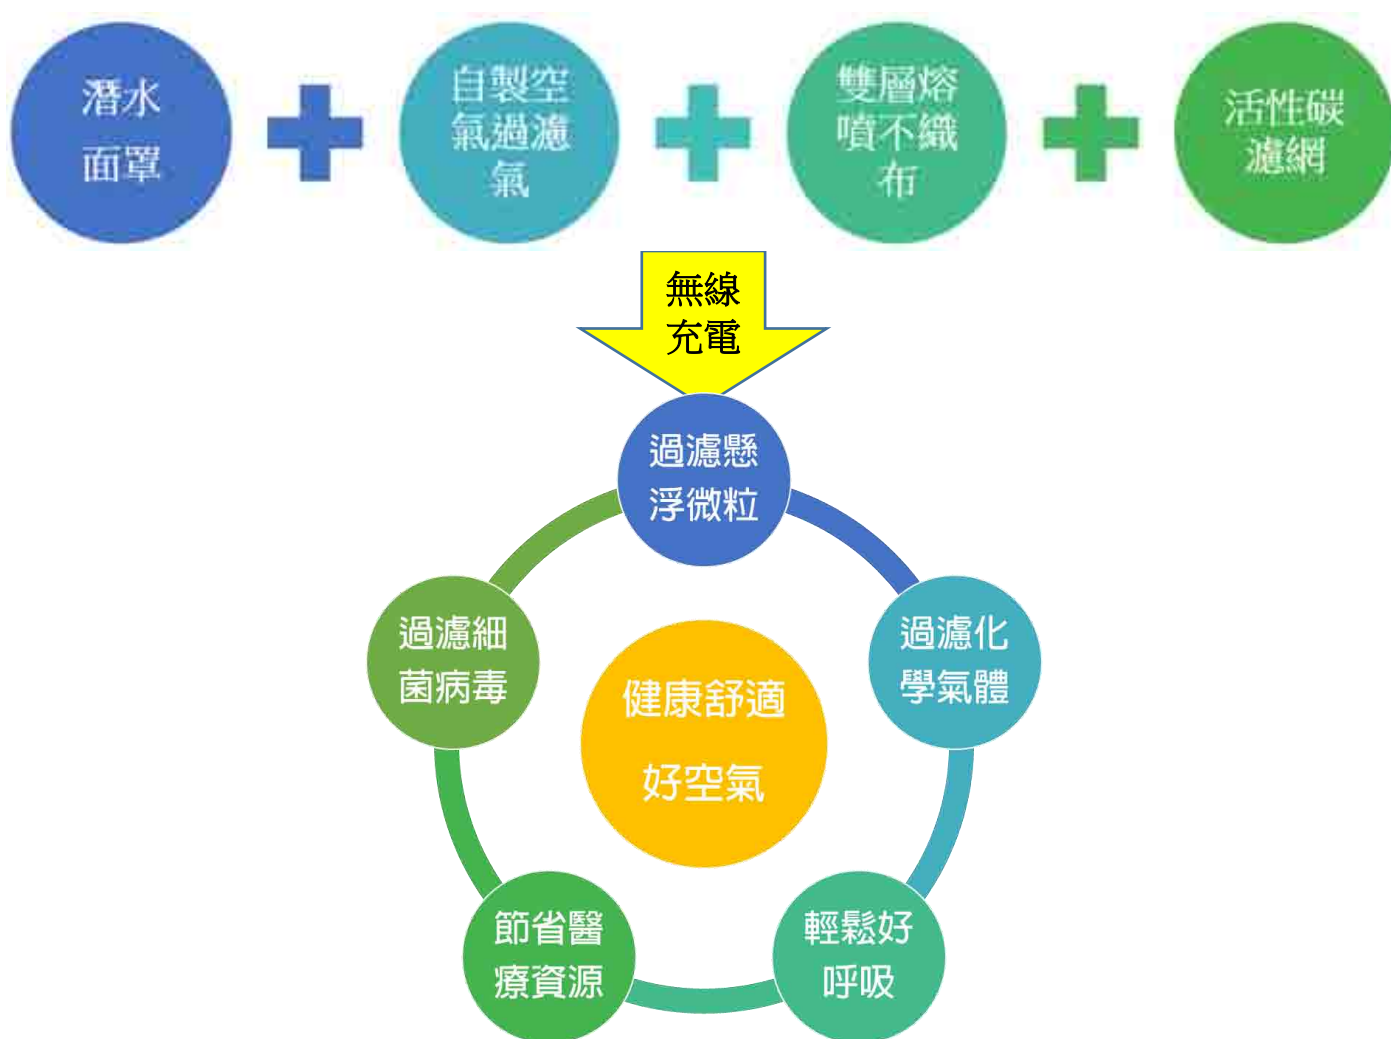 潛水
面罩
自製空
氣過濾
氣
雙層熔
噴不織
布
活性碳
濾網
無線
充電
過濾懸
浮微粒
過濾化
學氣體
輕鬆好
呼吸
節省醫
療資源
過濾細
菌病毒
健康舒適
好空氣